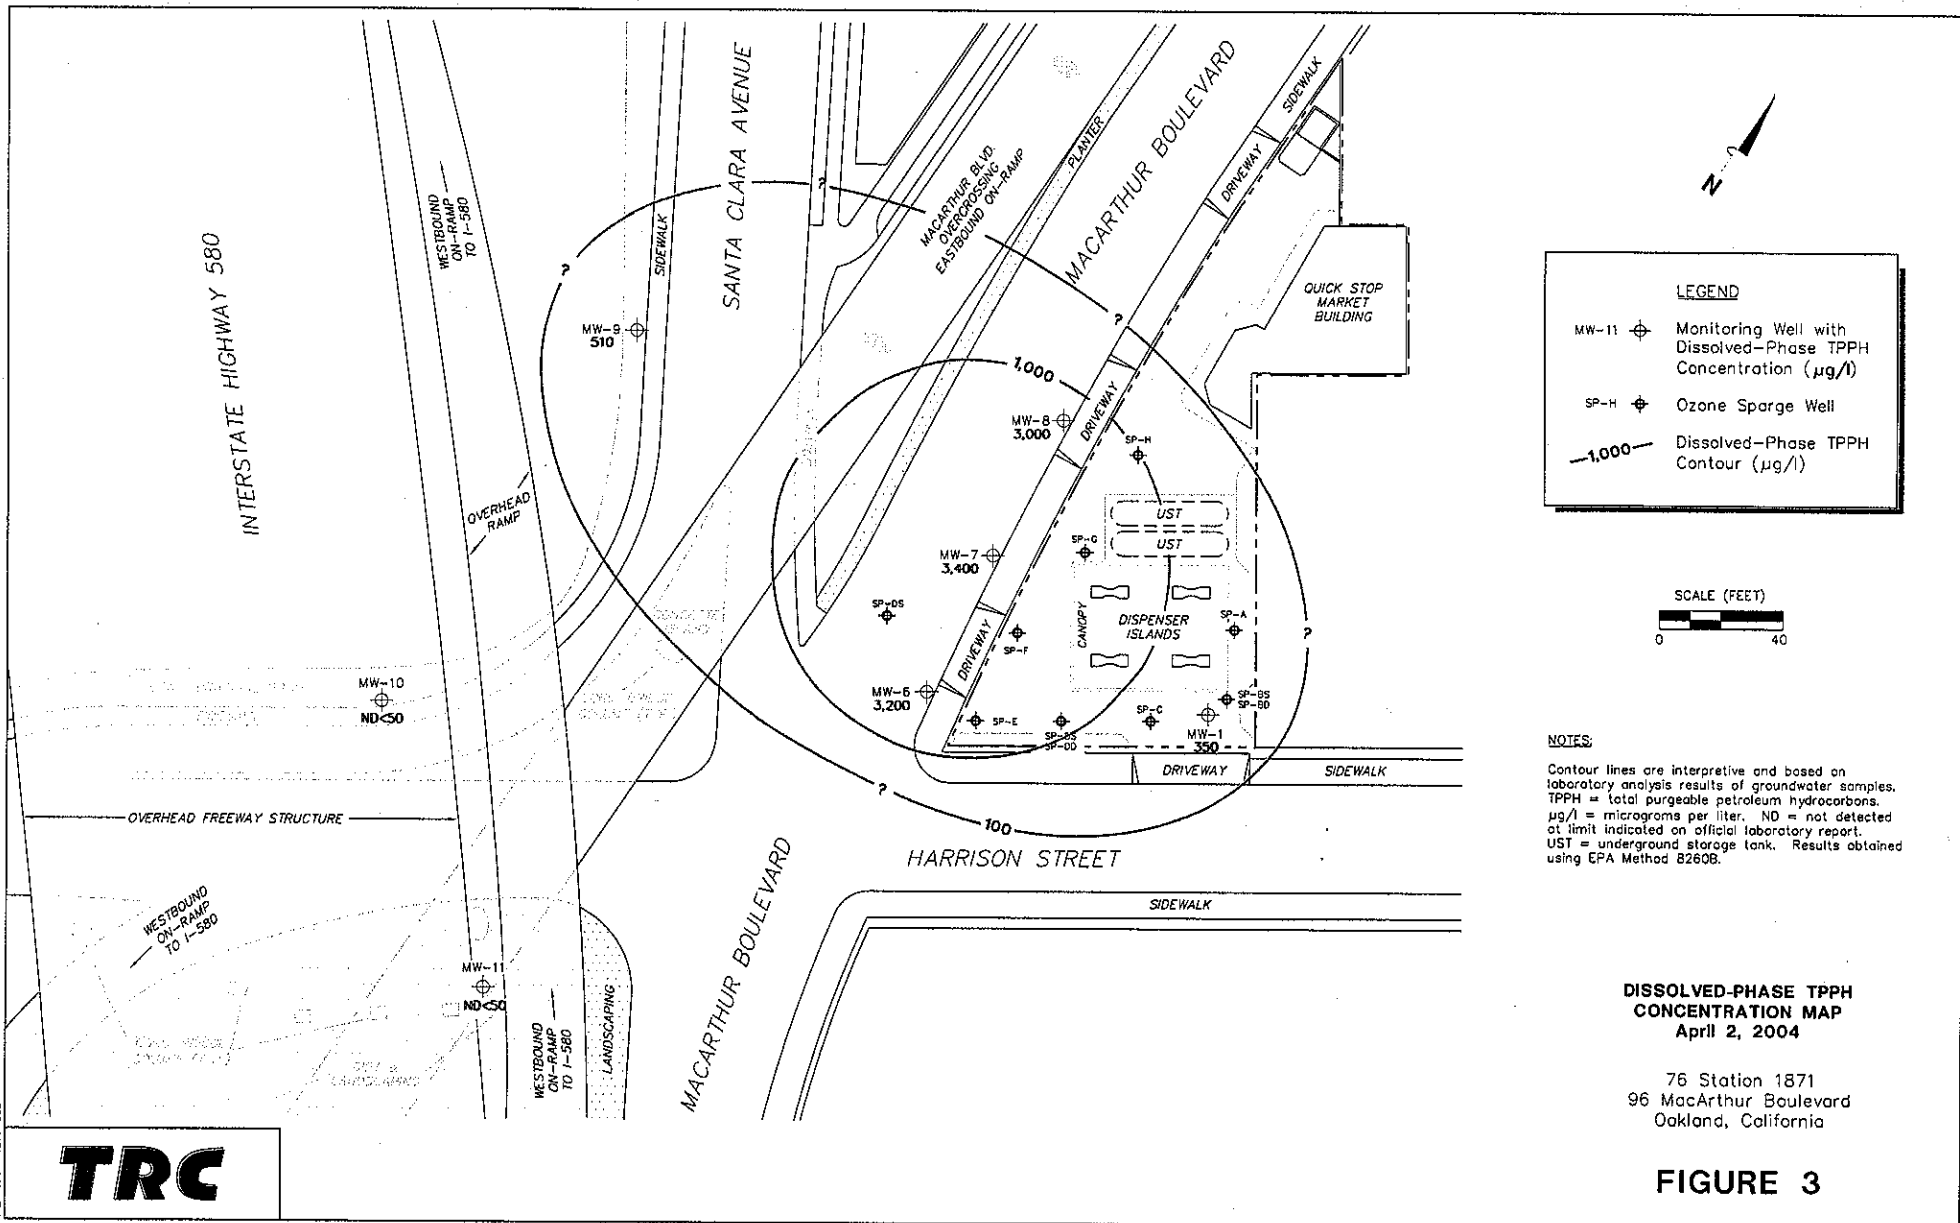 INTERSTATE HIGHWAY 580
WESTBOUND
ON-RAMP
TO I-580
SIDEWALK
SANTA CLARA AVENUE
MACARTHUR BLVD.
OVERCROSSING
EASTBOUND ON-RAMP
PLANTER
MACARTHUR BOULEVARD
SIDEWALK
DRIVEWAY
QUICK STOP
MARKET
BUILDING
?
?
?
MW-9
510
1,000
MW-8
3,000
DRIVEWAY
SP-H
OVERHEAD
RAMP
UST
UST
SP-G
MW-7
3,400
SP-DS
SP-F
CANOPY
DISPENSER
ISLANDS
SP-A
?
DRIVEWAY
MW-10
ND<50
MW-6
3,200
SP-E
SP-DD
SP-C
SP-BS
SP-BD
MW-1
350
DRIVEWAY
SIDEWALK
?
100
OVERHEAD FREEWAY STRUCTURE
HARRISON STREET
SIDEWALK
WESTBOUND
ON-RAMP
TO I-580
MW-11
ND<50
WESTBOUND
ON-RAMP
TO I-580
LANDSCAPING
MACARTHUR BOULEVARD
N
LEGEND
MW-11
Monitoring Well with
Dissolved-Phase TPPH
Concentration (µg/l)
SP-H
Ozone Sparge Well
1,000
Dissolved-Phase TPPH
Contour (µg/l)
SCALE (FEET)
0 40
NOTES:
Contour lines are interpretive and based on
laboratory analysis results of groundwater samples.
TPPH = total purgeable petroleum hydrocarbons.
µg/l = micrograms per liter. ND = not detected
at limit indicated on official laboratory report.
UST = underground storage tank. Results obtained
using EPA Method 8260B.
DISSOLVED-PHASE TPPH
CONCENTRATION MAP
April 2, 2004
76 Station 1871
96 MacArthur Boulevard
Oakland, California
FIGURE 3
TRC